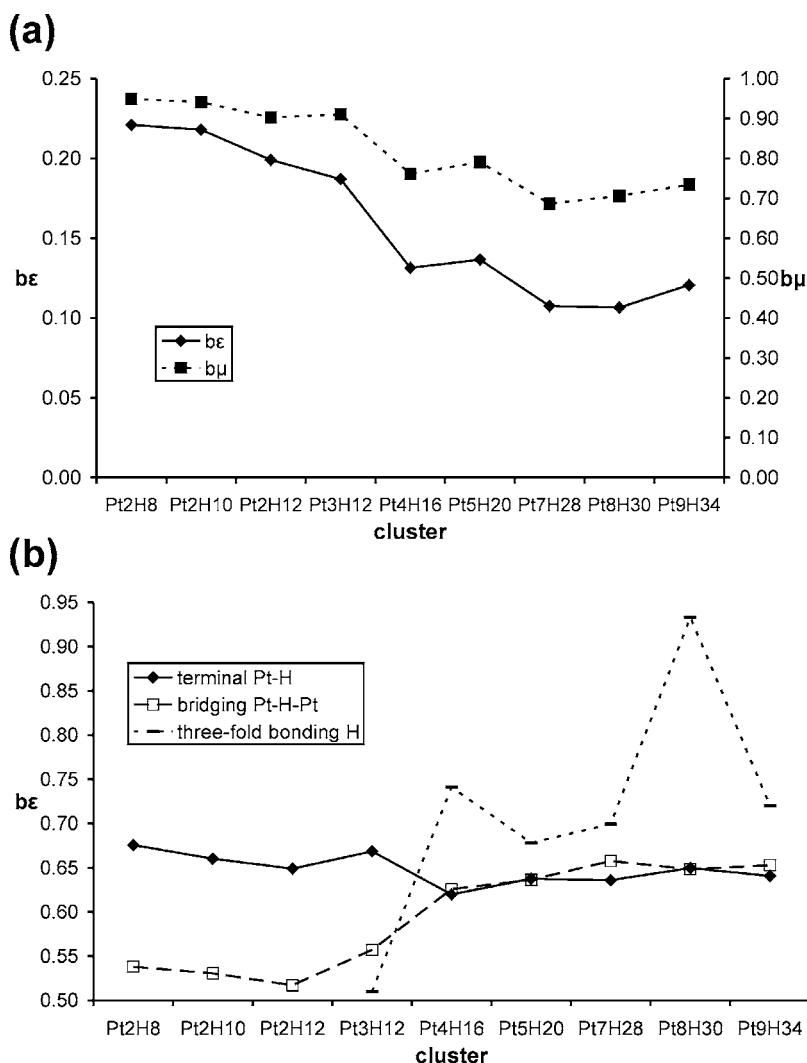 (a)
0.25
0.20
0.15
0.10
0.05
0.00
bε
1.00
0.90
0.80
0.70
0.60
0.50
0.40
0.30
0.20
0.10
0.00
bμ
bε
bμ
Pt2H8 Pt2H10 Pt2H12 Pt3H12 Pt4H16 Pt5H20 Pt7H28 Pt8H30 Pt9H34
cluster
(b)
0.95
0.90
0.85
0.80
0.75
0.70
0.65
0.60
0.55
0.50
bε
terminal Pt-H
bridging Pt-H-Pt
three-fold bonding H
Pt2H8 Pt2H10 Pt2H12 Pt3H12 Pt4H16 Pt5H20 Pt7H28 Pt8H30 Pt9H34
cluster